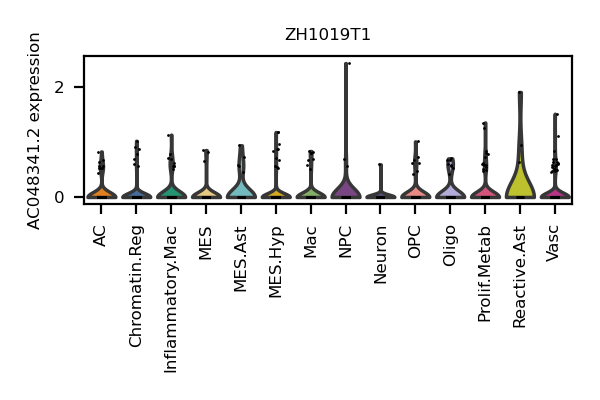 ZH1019T1
AC048341.2 expression
2
0
AC
Chromatin.Reg
Inflammatory.Mac
MES
MES.Ast
MES.Hyp
Mac
NPC
Neuron
OPC
Oligo
Prolif.Metab
Reactive.Ast
Vasc